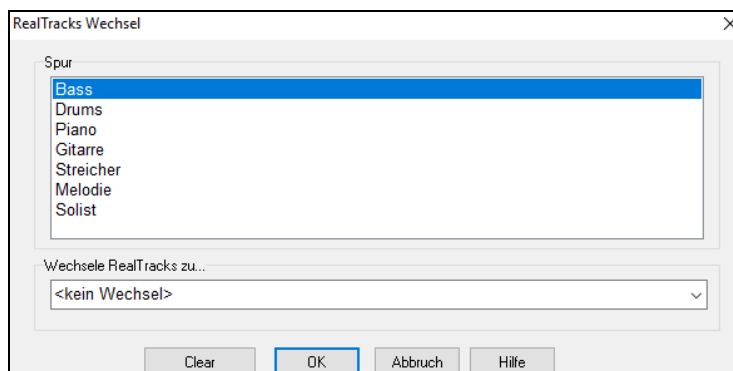 RealTracks Wechsel
Spur
Bass
Drums
Piano
Gitarre
Streicher
Melodie
Solist
Wechsele RealTracks zu...
<kein Wechsel>
Clear OK Abbruch Hilfe